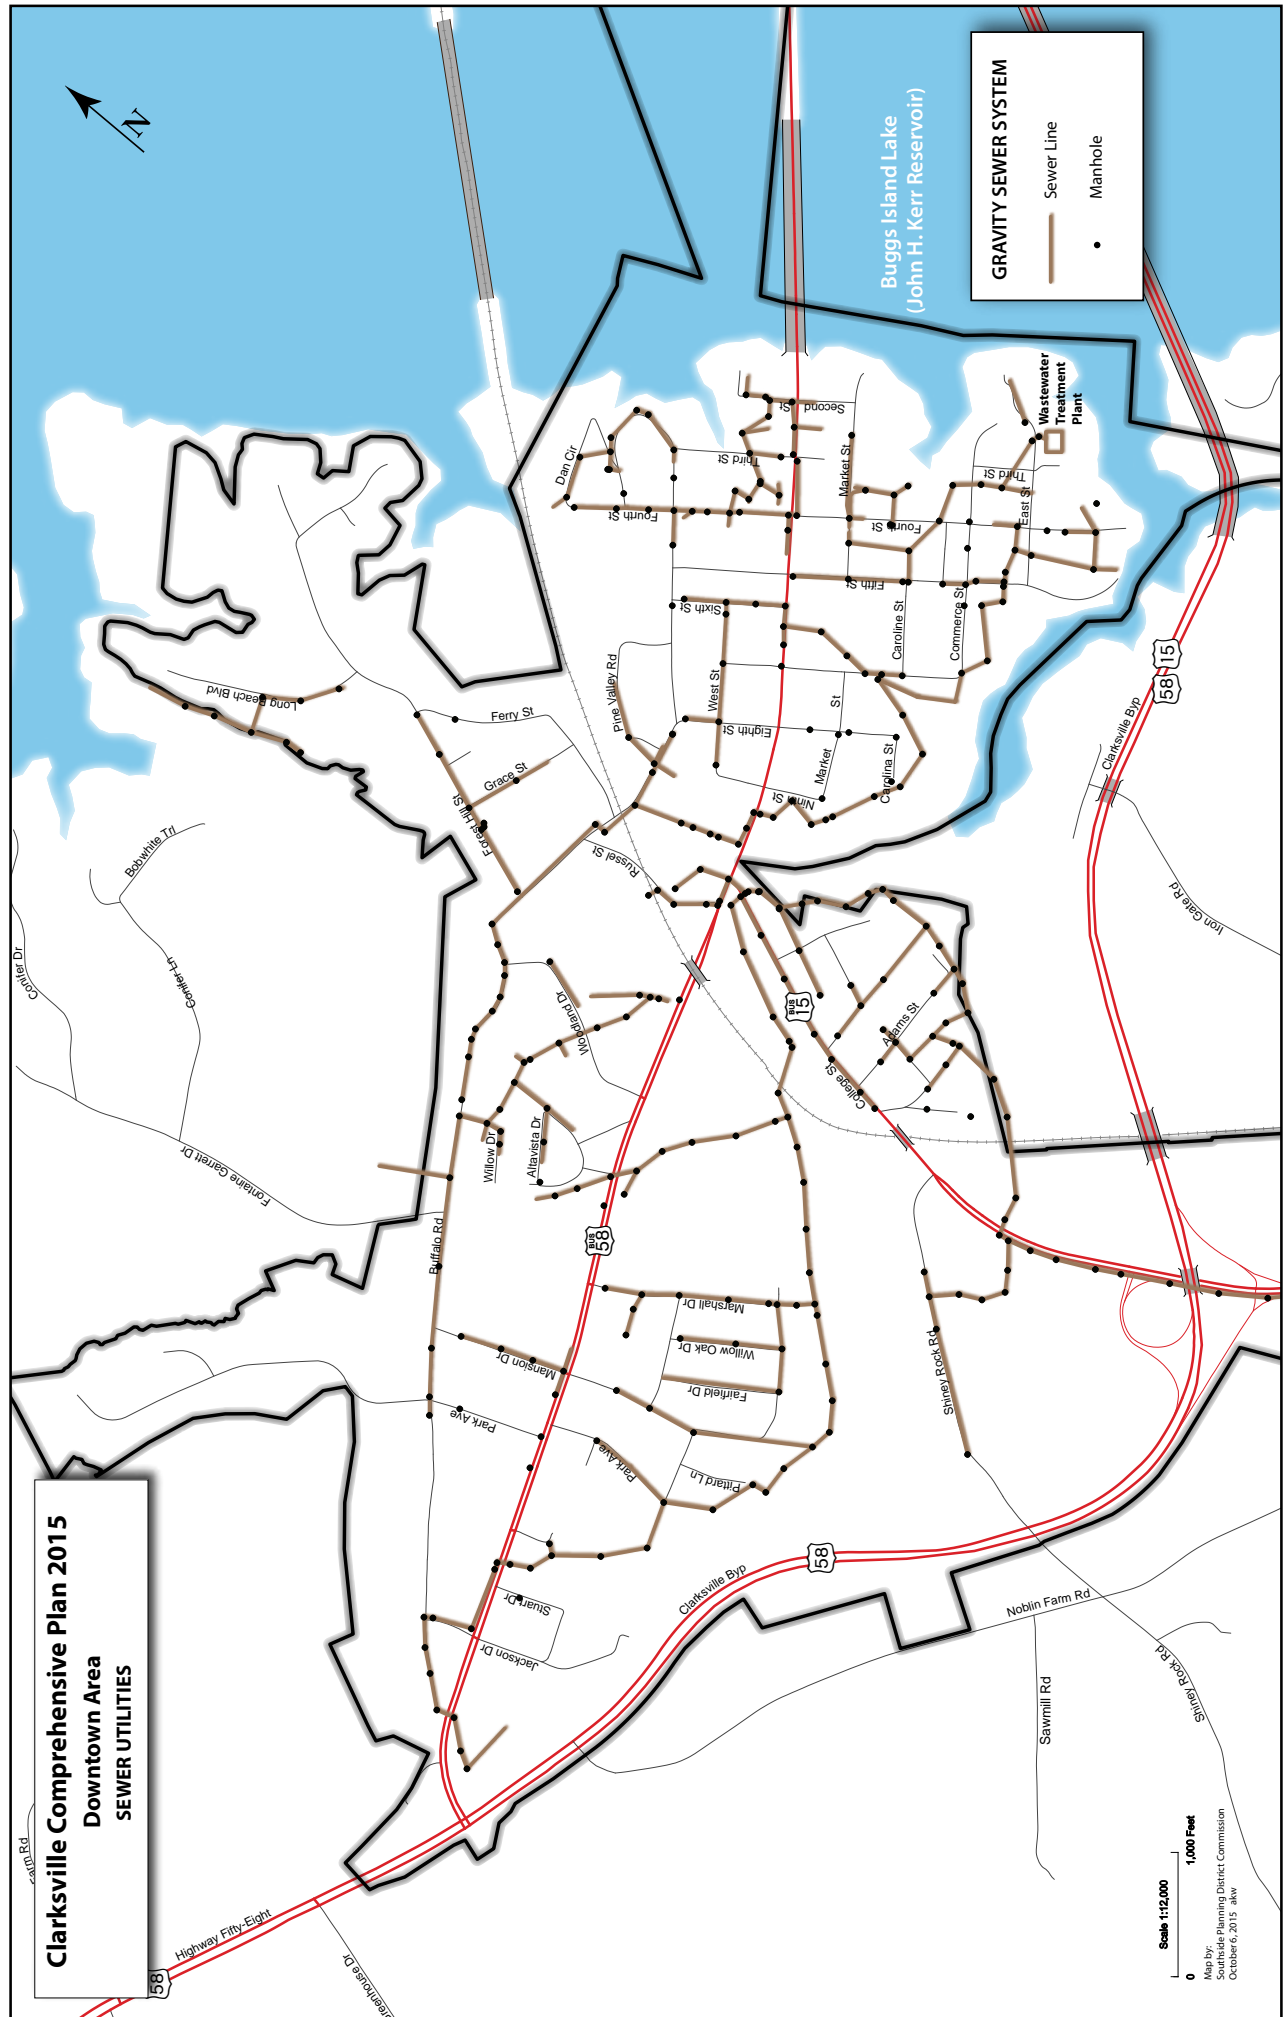 Clarksville Comprehensive Plan 2015
Downtown Area
SEWER UTILITIES
N
Buggs Island Lake
(John H. Kerr Reservoir)
GRAVITY SEWER SYSTEM
Sewer Line
Manhole
Wastewater
Treatment
Plant
Dan Cir
Second St
Third St
Market St
Fourth St
Fourth St
Third St
East St
Fifth St
Sixth St
Caroline St
Commerce St
Pine Valley Rd
West St
Eighth St
Market
St
Carolina St
Ninth St
Long Beach Blvd
Ferry St
Grace St
Forest Hill St
Russel St
Bobwhite Trl
Conifer Dr
Conifer Ln
Fontaine Garrett Dr
Woodland Dr
Willow Dr
Altavista Dr
Buffalo Rd
BUS
58
BUS
15
College St
Adams St
Iron Gate Rd
Clarksville Byp
58
15
Marshall Dr
Willow Oak Dr
Fairfield Dr
Mansion Dr
Park Ave
Park Ave
Pittard Ln
Shiney Rock Rd
Stuart Dr
Jackson Dr
Clarksville Byp
58
Noblin Farm Rd
Sawmill Rd
Shiney Rock Rd
Highway Fifty-Eight
58
Farm Rd
Greenhouse Dr
Scale 1:12,000
0
1,000 Feet
Map by:
Southside Planning District Commission
October 6, 2015 akw